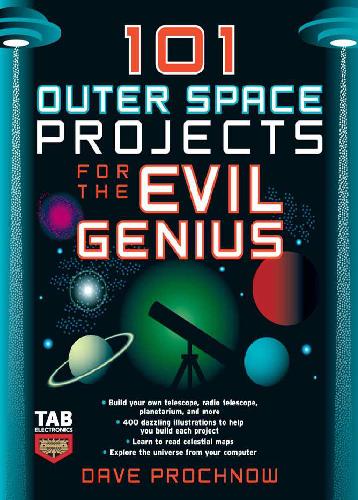 101
OUTER SPACE
PROJECTS
FOR
THE
EVIL
GENIUS
• Build your own telescope, radio telescope,
planetarium, and more
• 400 dazzling illustrations to help
you build each project
• Learn to read celestial maps
• Explore the universe from your computer
TAB
ELECTRONICS
DAVE PROCHNOW